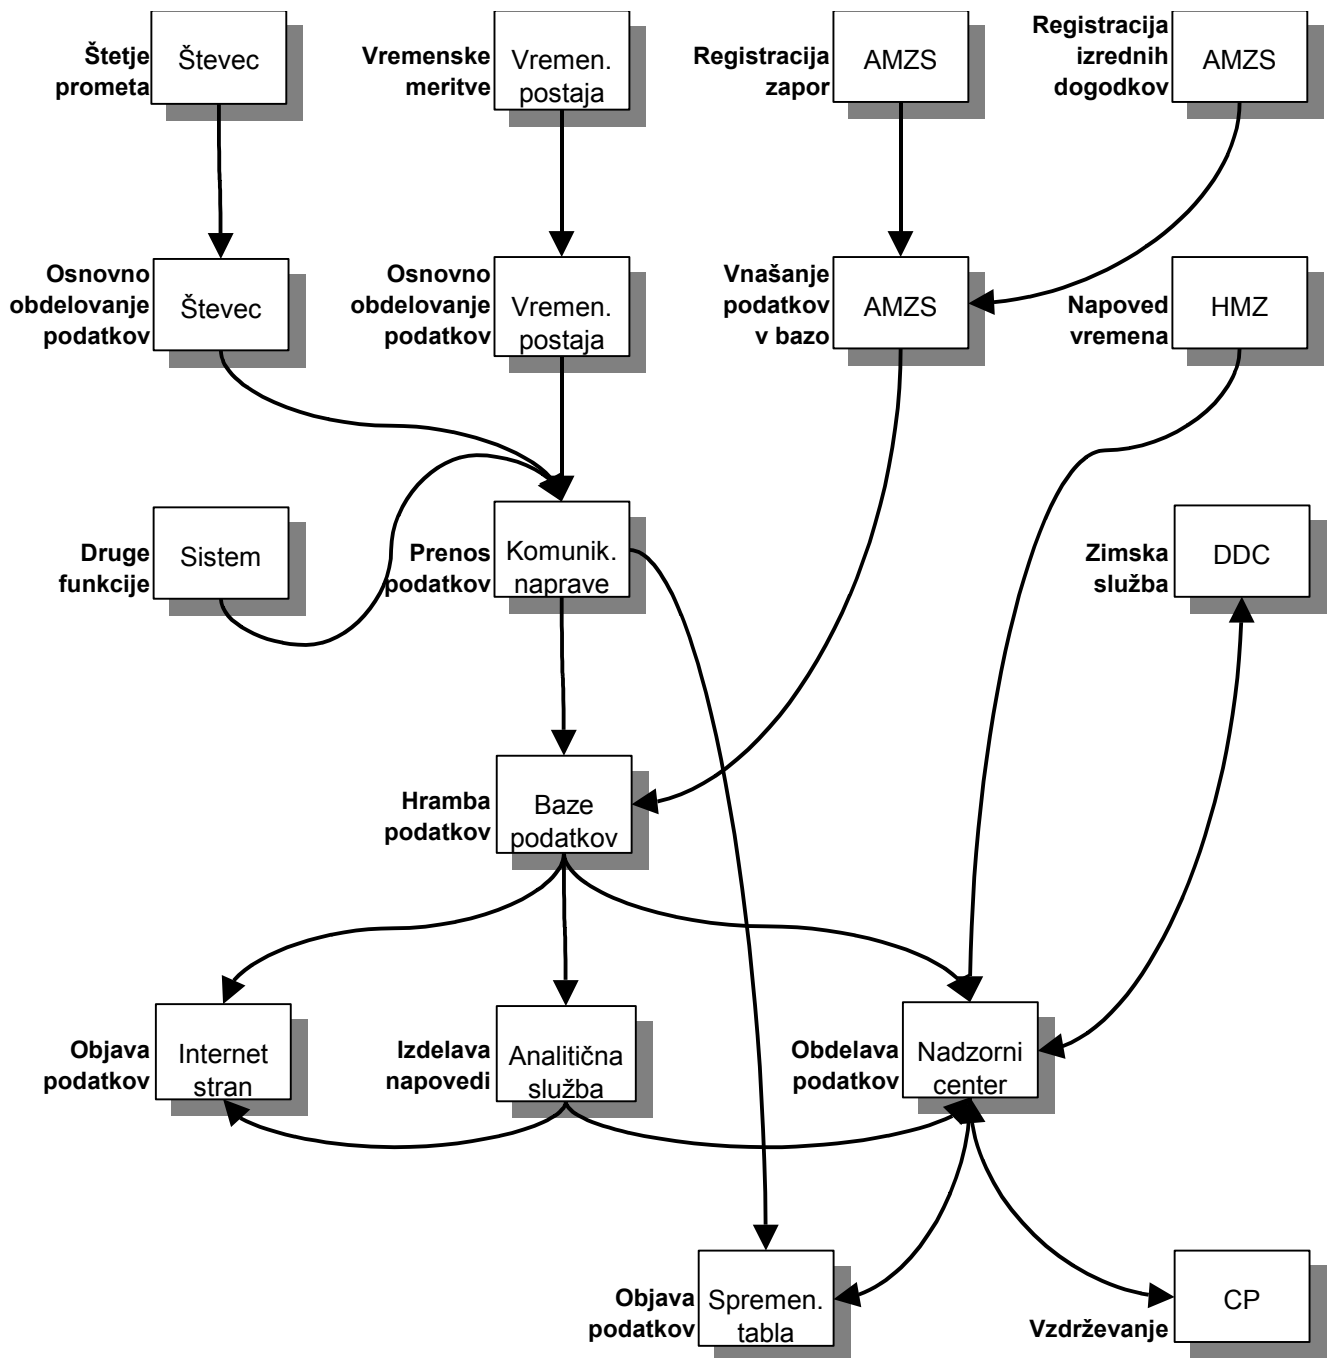 Štetje
prometa
Števec
Vremenske
meritve
Vremen.
postaja
Registracija
zapor
AMZS
Registracija
izrednih
dogodkov
AMZS
Osnovno
obdelovanje
podatkov
Števec
Osnovno
obdelovanje
podatkov
Vremen.
postaja
Vnašanje
podatkov
v bazo
AMZS
Napoved
vremena
HMZ
Druge
funkcije
Sistem
Prenos
podatkov
Komunik.
naprave
Zimska
služba
DDC
Hramba
podatkov
Baze
podatkov
Objava
podatkov
Internet
stran
Izdelava
napovedi
Analitična
služba
Obdelava
podatkov
Nadzorni
center
Objava
podatkov
Spremen.
tabla
Vzdrževanje
CP